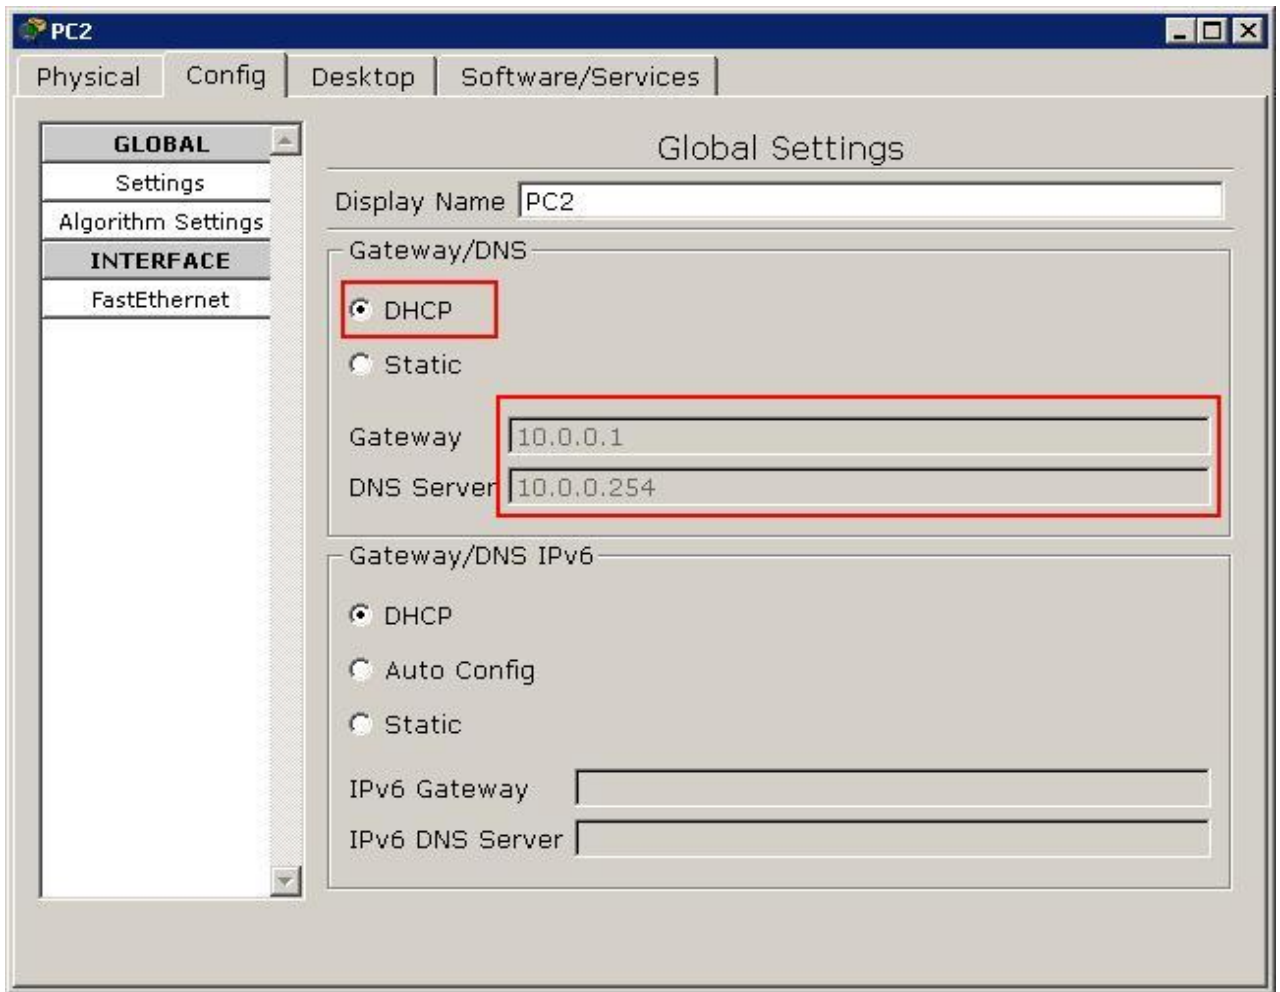 PC2
Physical Config Desktop Software/Services
GLOBAL
Settings
Algorithm Settings
INTERFACE
FastEthernet
Global Settings
Display Name PC2
Gateway/DNS
DHCP
Static
Gateway 10.0.0.1
DNS Server 10.0.0.254
Gateway/DNS IPv6
DHCP
Auto Config
Static
IPv6 Gateway
IPv6 DNS Server